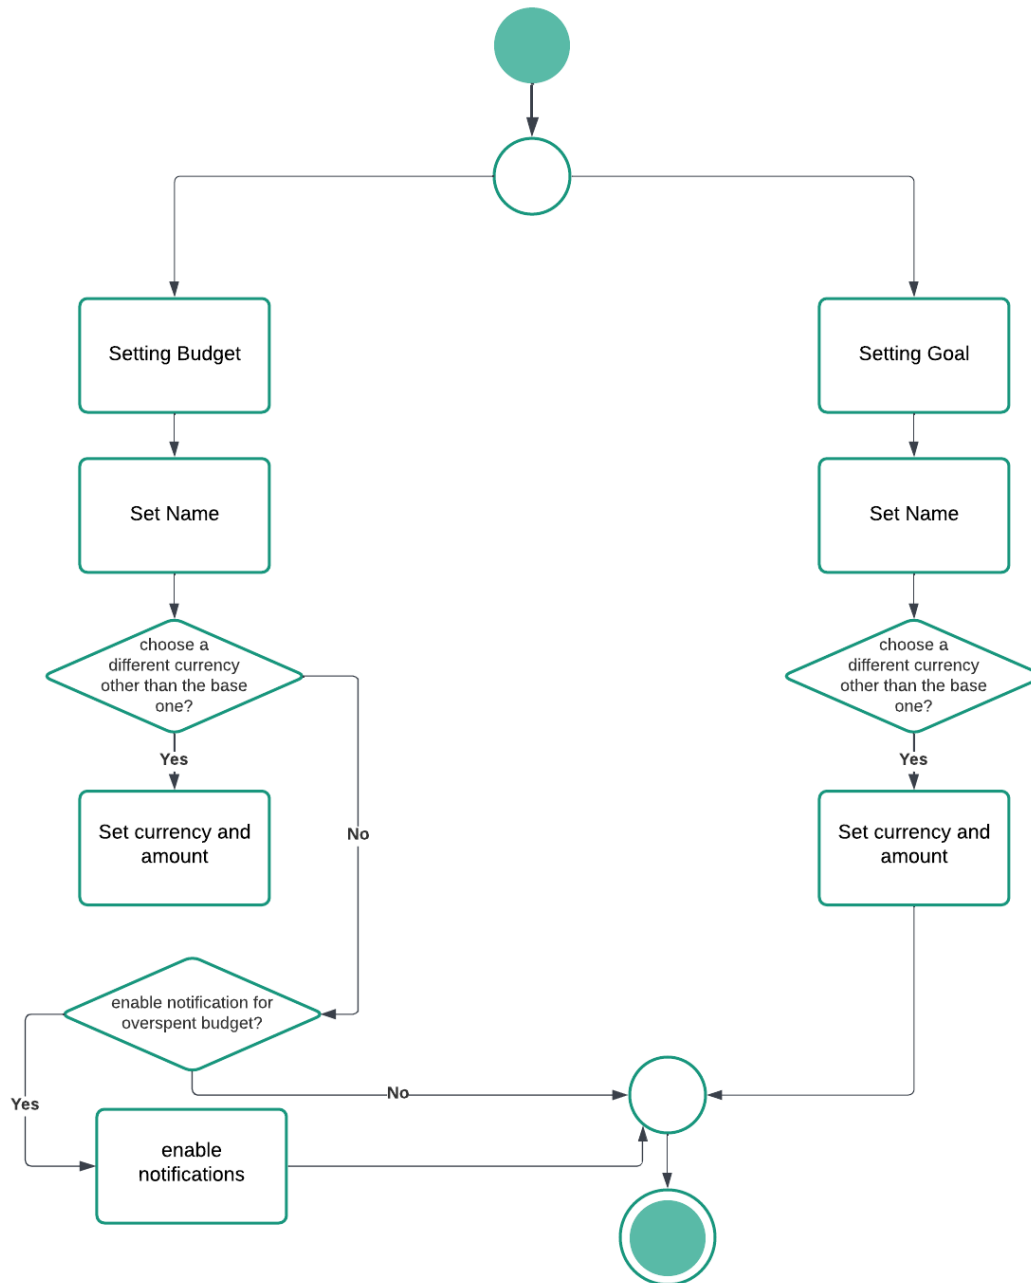 Setting Budget
Setting Goal
Set Name
Set Name
choose a
different currency
other than the base
one?
choose a
different currency
other than the base
one?
Yes
Yes
Set currency and
amount
No
Set currency and
amount
enable notification for
overspent budget?
No
Yes
enable
notifications